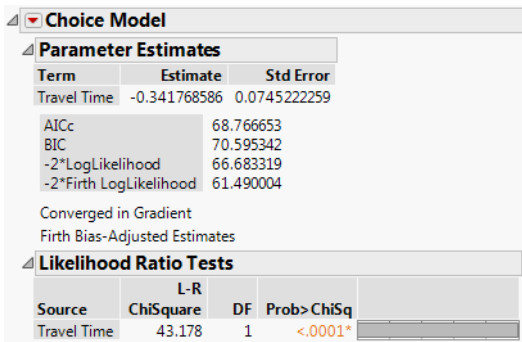 Choice Model
Parameter Estimates
Term Estimate Std Error
Travel Time -0.341768586 0.0745222259
AICc 68.766653
BIC 70.595342
-2*LogLikelihood 66.683319
-2*Firth LogLikelihood 61.490004
Converged in Gradient
Firth Bias-Adjusted Estimates
Likelihood Ratio Tests
L-R
Source ChiSquare DF Prob>ChiSq
Travel Time 43.178 1 <.0001*